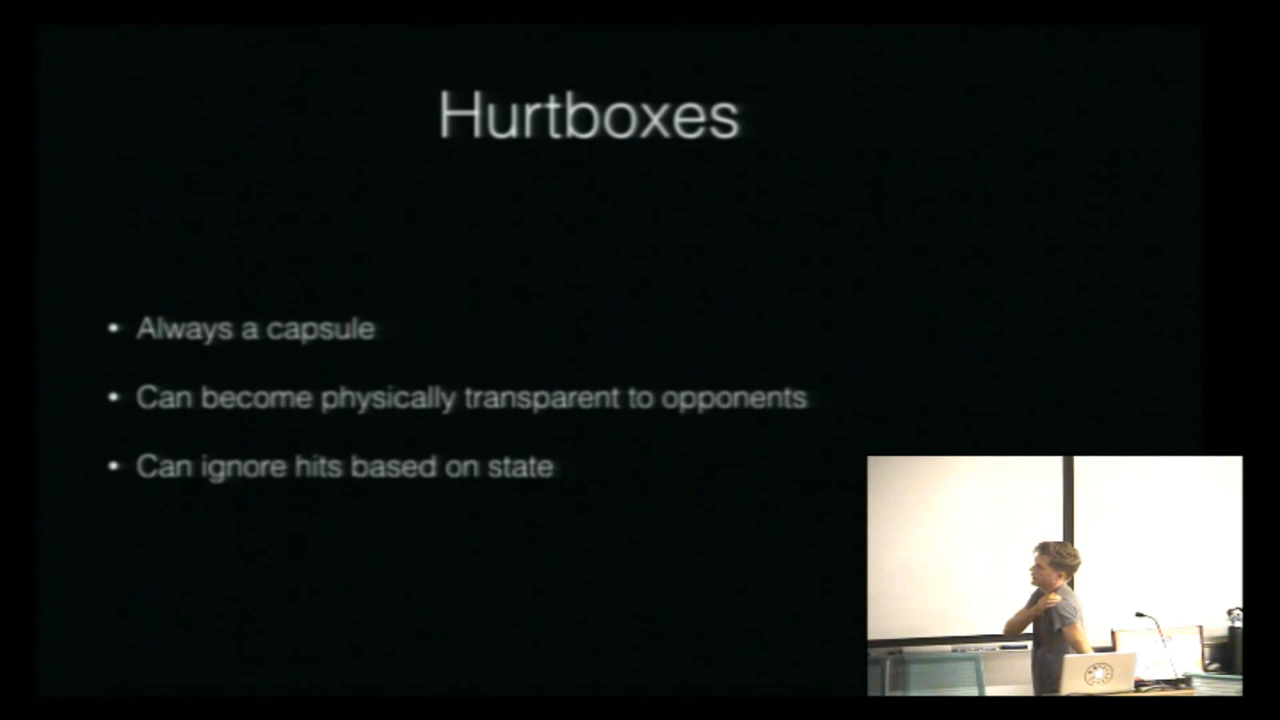 Hurtboxes
• Always a capsule
• Can become physically transparent to opponents
• Can ignore hits based on state